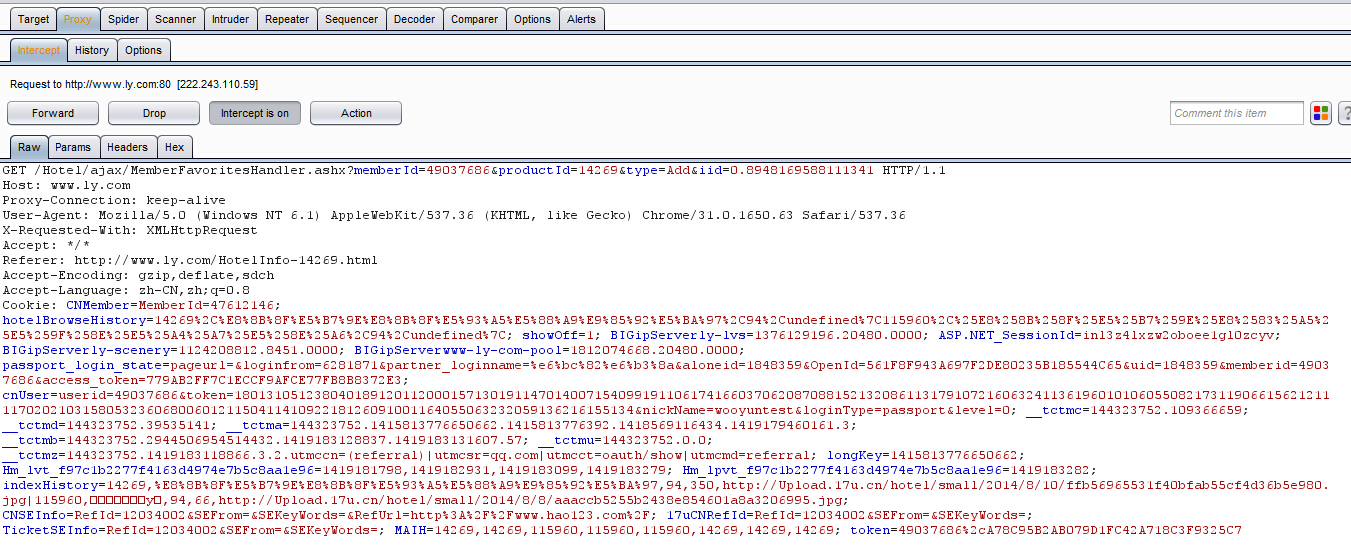 Target Proxy Spider Scanner Intruder Repeater Sequencer Decoder Comparer Options Alerts
Intercept History Options
Request to http://www.ly.com:80 [222.243.110.59]
Forward Drop Intercept is on Action Comment this item ?
Raw Params Headers Hex
GET /Hotel/ajax/MemberFavoritesHandler.ashx?memberId=49037686&productId=14269&type=Add&iid=0.8948169588111341 HTTP/1.1
Host: www.ly.com
Proxy-Connection: keep-alive
User-Agent: Mozilla/5.0 (Windows NT 6.1) AppleWebKit/537.36 (KHTML, like Gecko) Chrome/31.0.1650.63 Safari/537.36
X-Requested-With: XMLHttpRequest
Accept: */*
Referer: http://www.ly.com/HotelInfo-14269.html
Accept-Encoding: gzip,deflate,sdch
Accept-Language: zh-CN,zh;q=0.8
Cookie: CNMember=MemberId=47612146;
hotelBrowseHistory=14269%2C%E8%8B%8F%E5%B7%9E%E8%8B%8F%E5%93%A5%E5%88%A9%E9%85%92%E5%BA%97%2C94%2Cundefined%7C115960%2C%25E8%258B%258F%25E5%25B7%259E%25E8%2583%25A5%2
5E5%259F%258E%25E5%25A4%25A7%25E5%258E%25A6%2C94%2Cundefined%7C; showOff=1; BIGipServerly-lvs=1376129196.20480.0000; ASP.NET_SessionId=inl3z4lxzw2oboee1gl0zcyv;
BIGipServerly-scenery=1124208812.8451.0000; BIGipServerwww-ly-com-pool=1812074668.20480.0000;
passport_login_state=pageurl=&loginfrom=6281871&partner_loginname=%e6%bc%82%e6%b3%8a&aloneid=1848359&OpenId=561F8F943A697F2DE80235B185544C65&uid=1848359&memberid=4903
7686&access_token=779AB2FF7C1ECCF9AFCE77FB8B8372E3;
cnUser=userid=49037686&token=180131051238040189120112000157130191147014007154099191106174166037062087088152132086113179107216063241136196010106055082173119066156212111
1170202103158053236068006012115041141092218126091001164055063232059136216155134&nickName=wooyuntest&loginType=passport&level=0; __tctmc=144323752.109366659;
__tctmd=144323752.39535141; __tctma=144323752.1415813776650662.1415813776392.1418569116434.1419179460161.3;
__tctmb=144323752.2944506954514432.1419183128837.1419183131607.57; __tctmu=144323752.0.0;
__tctmz=144323752.1419183118866.3.2.utmccn=(referral)|utmcsr=qq.com|utmcct=oauth/show|utmcmd=referral; longKey=1415813776650662;
Hm_lvt_f97c1b2277f4163d4974e7b5c8aa1e96=1419181798,1419182931,1419183099,1419183279; Hm_lpvt_f97c1b2277f4163d4974e7b5c8aa1e96=1419183282;
indexHistory=14269,%E8%8B%8F%E5%B7%9E%E8%8B%8F%E5%93%A5%E5%88%A9%E9%85%92%E5%BA%97,94,350,http://Upload.17u.cn/hotel/small/2014/8/10/ffb56965531f40bfab55cf4d36b5e980.
jpg|115960,□□□□□□□y□,94,66,http://Upload.17u.cn/hotel/small/2014/8/8/aaaccb5255b2438e854601a8a3206995.jpg;
CNSEInfo=RefId=12034002&SEFrom=&SEKeyWords=&RefUrl=http%3A%2F%2Fwww.hao123.com%2F; 17uCNRefId=RefId=12034002&SEFrom=&SEKeyWords=;
TicketSEInfo=RefId=12034002&SEFrom=&SEKeyWords=; MAIH=14269,14269,115960,115960,115960,14269,14269,14269; token=49037686%2cA78C95B2AB079D1FC42A718C3F9325C7